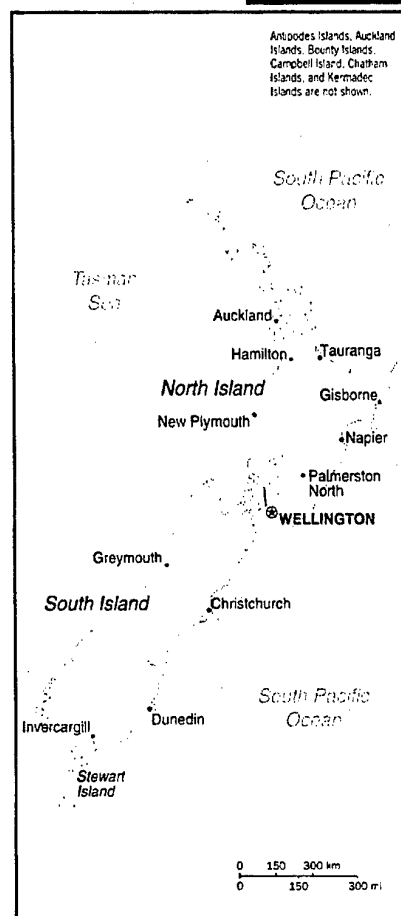 Antipodes Islands, Auckland
Islands, Bounty Islands,
Campbell Island, Chatham
Islands, and Kermadec
Islands are not shown.
South Pacific
Ocean
Tasman
Sea
Auckland
Hamilton
Tauranga
North Island
Gisborne
New Plymouth
Napier
Palmerston
North
WELLINGTON
Greymouth
South Island
Christchurch
South Pacific
Ocean
Invercargill
Dunedin
Stewart
Island
0 150 300 km
0 150 300 mi